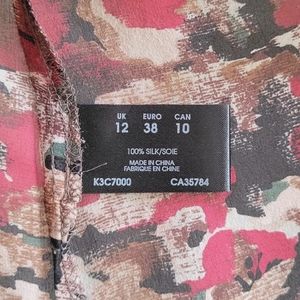 UK EURO CAN
12 38 10
100% SILK/SOIE
MADE IN CHINA
FABRIQUE EN CHINE
K3C7000 CA35784